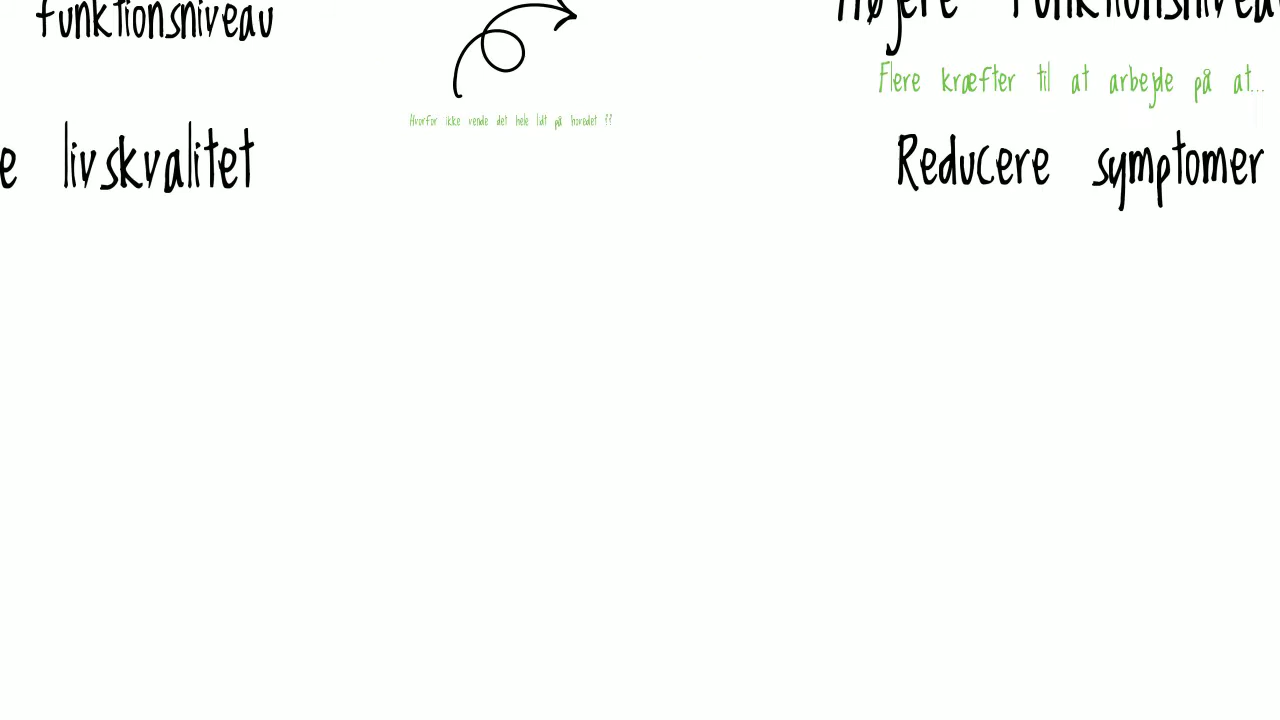 funktionsniveau
Højere funktionsniveau
Flere kræfter til at arbejde på at...
Hvorfor ikke vende det hele lidt på hovedet ??
e livskvalitet
Reducere symptomer